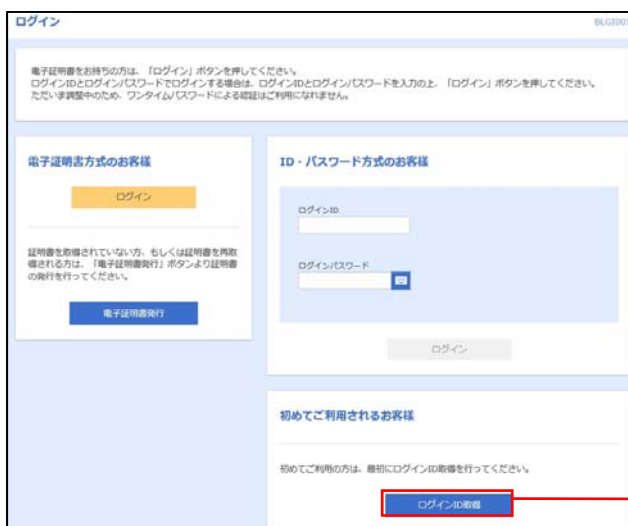 ログイン
BLGI001
電子証明書をお持ちの方は、「ログイン」ボタンを押してください。
ログインIDとログインパスワードでログインする場合は、ログインIDとログインパスワードを入力の上、「ログイン」ボタンを押してください。
ただいま調整中のため、ワンタイムパスワードによる認証はご利用になれません。
電子証明書方式のお客様
ログイン
証明書を取得されていない方、もしくは証明書を再取
得される方は、「電子証明書発行」ボタンより証明書
の発行を行ってください。
電子証明書発行
ID・パスワード方式のお客様
ログインID
ログインパスワード
ログイン
初めてご利用されるお客様
初めてご利用の方は、最初にログインID取得を行ってください。
ログインID取得